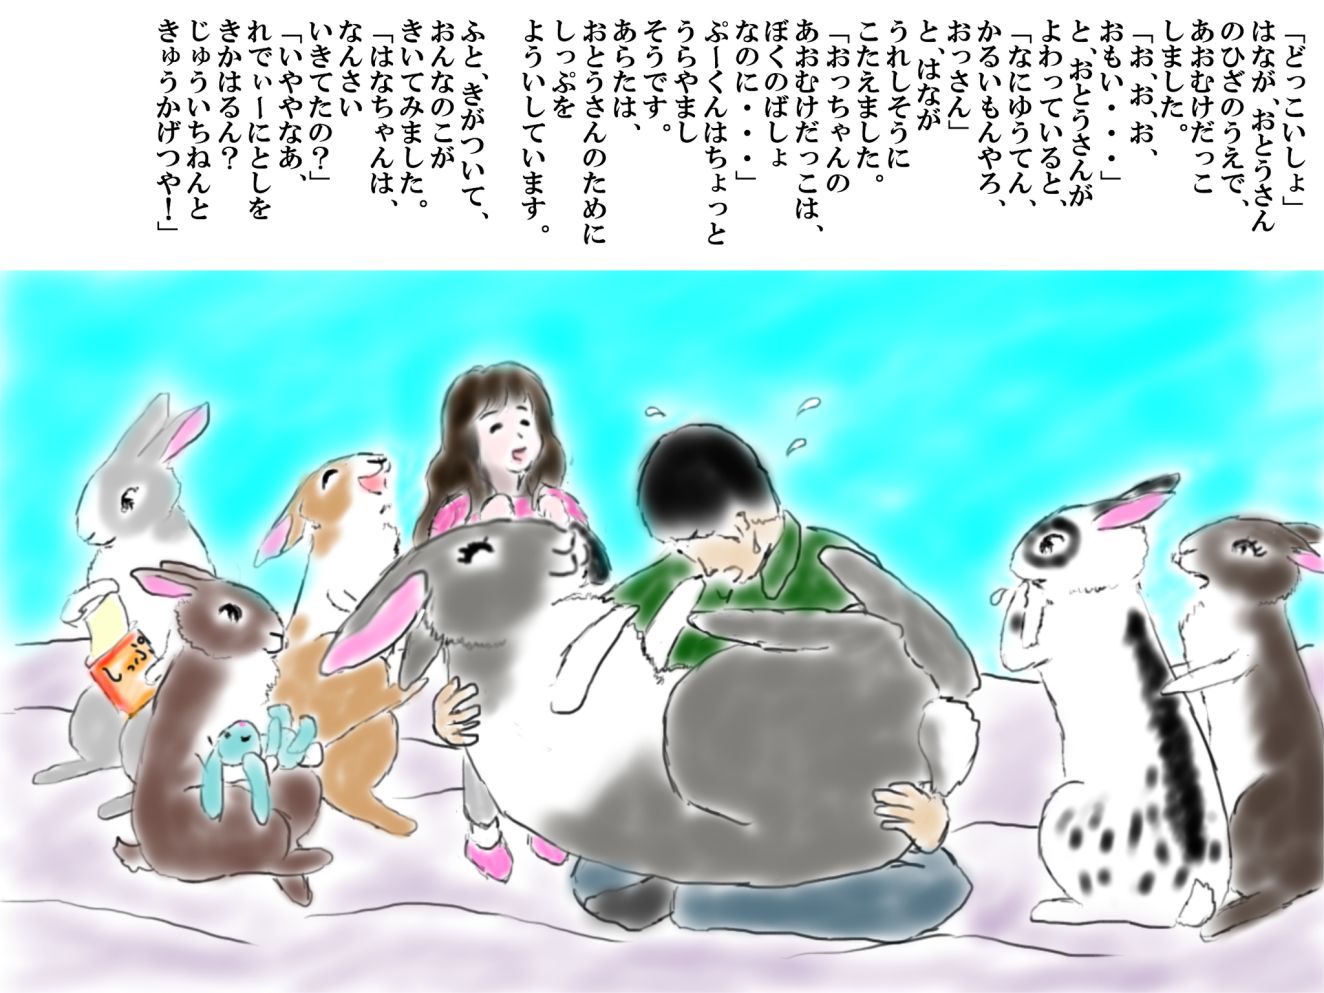 「どっこいしょ」
はなが、おとうさん
のひざのうえで、
あおむけだっこ
しました。
「お、お、お、
おもい・・・」
と、おとうさんが
よわっていると、
「なにゆうてん、
かるいもんやろ、
おっさん」
と、はなが
うれしそうに
こたえました。
「おっちゃんの
あおむけだっこは、
ぼくのばしょ
なのに・・・」
ぷーくんはちょっと
うらやまし
そうです。
あらたは、
おとうさんのために
しっぷを
よういしています。
ふと、きがついて、
おんなのこが
きいてみました。
「はなちゃんは、
なんさい
いきてたの？」
「いややなあ、
れでぃーにとしを
きかはるん？
じゅういちねんと
きゅうかげつや！」
しっぷ